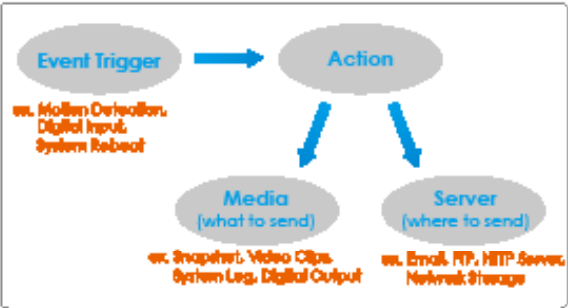 Event Trigger
Action
ex. Motion Detection,
Digital Input,
System Reboot
Media
(what to send)
Server
(where to send)
ex. Snapshot, Video Clips,
System Log, Digital Output
ex. Email, FTP, HTTP Server,
Network Storage